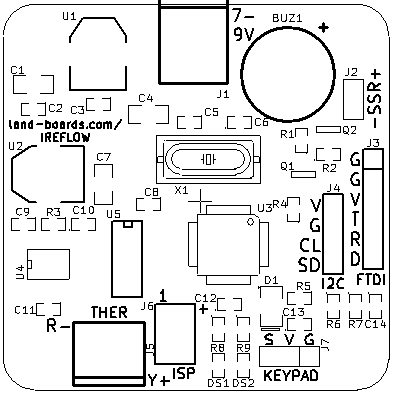 U1
7-
9V
BUZ1
+
C1
J1
J2
-SSR+
C2
C3
C4
C5
C6
land-boards.com/
IREFLOW
R1
Q2
U2
C7
R2
J3
Q1
X1
G
G
V
T
R
D
FTDI
C8
R4
J4
V
G
CL
SD
I2C
C9
R3
C10
U5
U3
U4
D1
R5
C11
THER
R-
J6
1
C12
+
C13
R6
R7
C14
S V G
J5
R8
R9
J7
Y+
ISP
DS1
DS2
KEYPAD